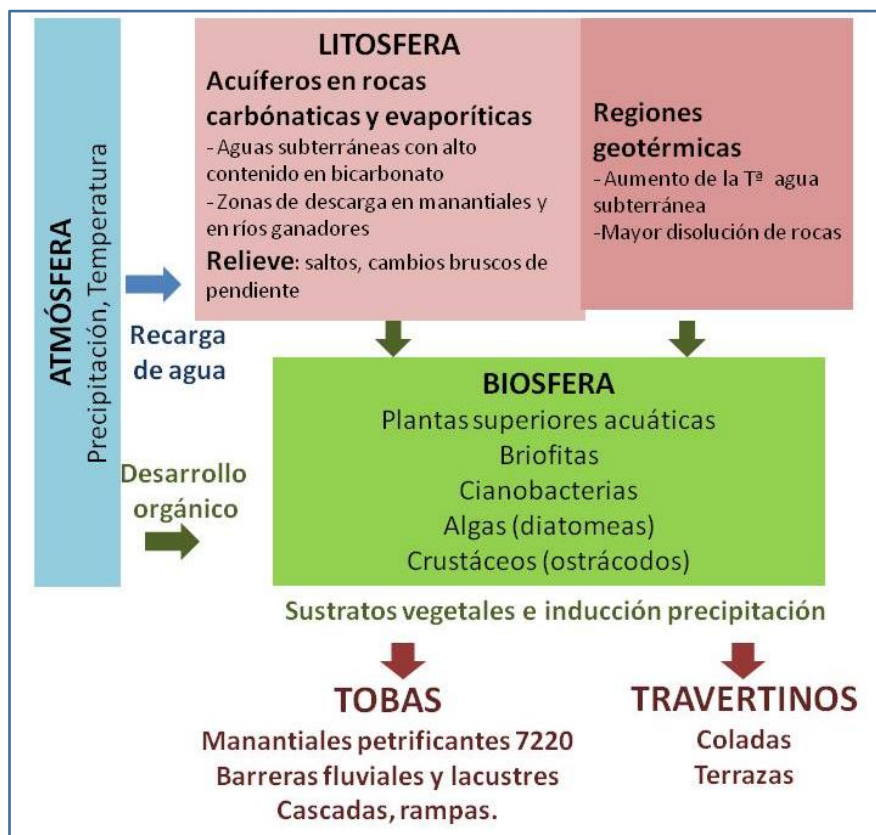 ATMÓSFERA
Precipitación, Temperatura
LITOSFERA
Acuíferos en rocas
carbónaticas y evaporíticas
- Aguas subterráneas con alto
contenido en bicarbonato
- Zonas de descarga en manantiales y
en ríos ganadores
Relieve: saltos, cambios bruscos de
pendiente
Regiones
geotérmicas
- Aumento de la Tª agua
subterránea
-Mayor disolución de rocas
Recarga
de agua
Desarrollo
orgánico
BIOSFERA
Plantas superiores acuáticas
Briofitas
Cianobacterias
Algas (diatomeas)
Crustáceos (ostrácodos)
Sustratos vegetales e inducción precipitación
TOBAS
Manantiales petrificantes 7220
Barreras fluviales y lacustres
Cascadas, rampas.
TRAVERTINOS
Coladas
Terrazas